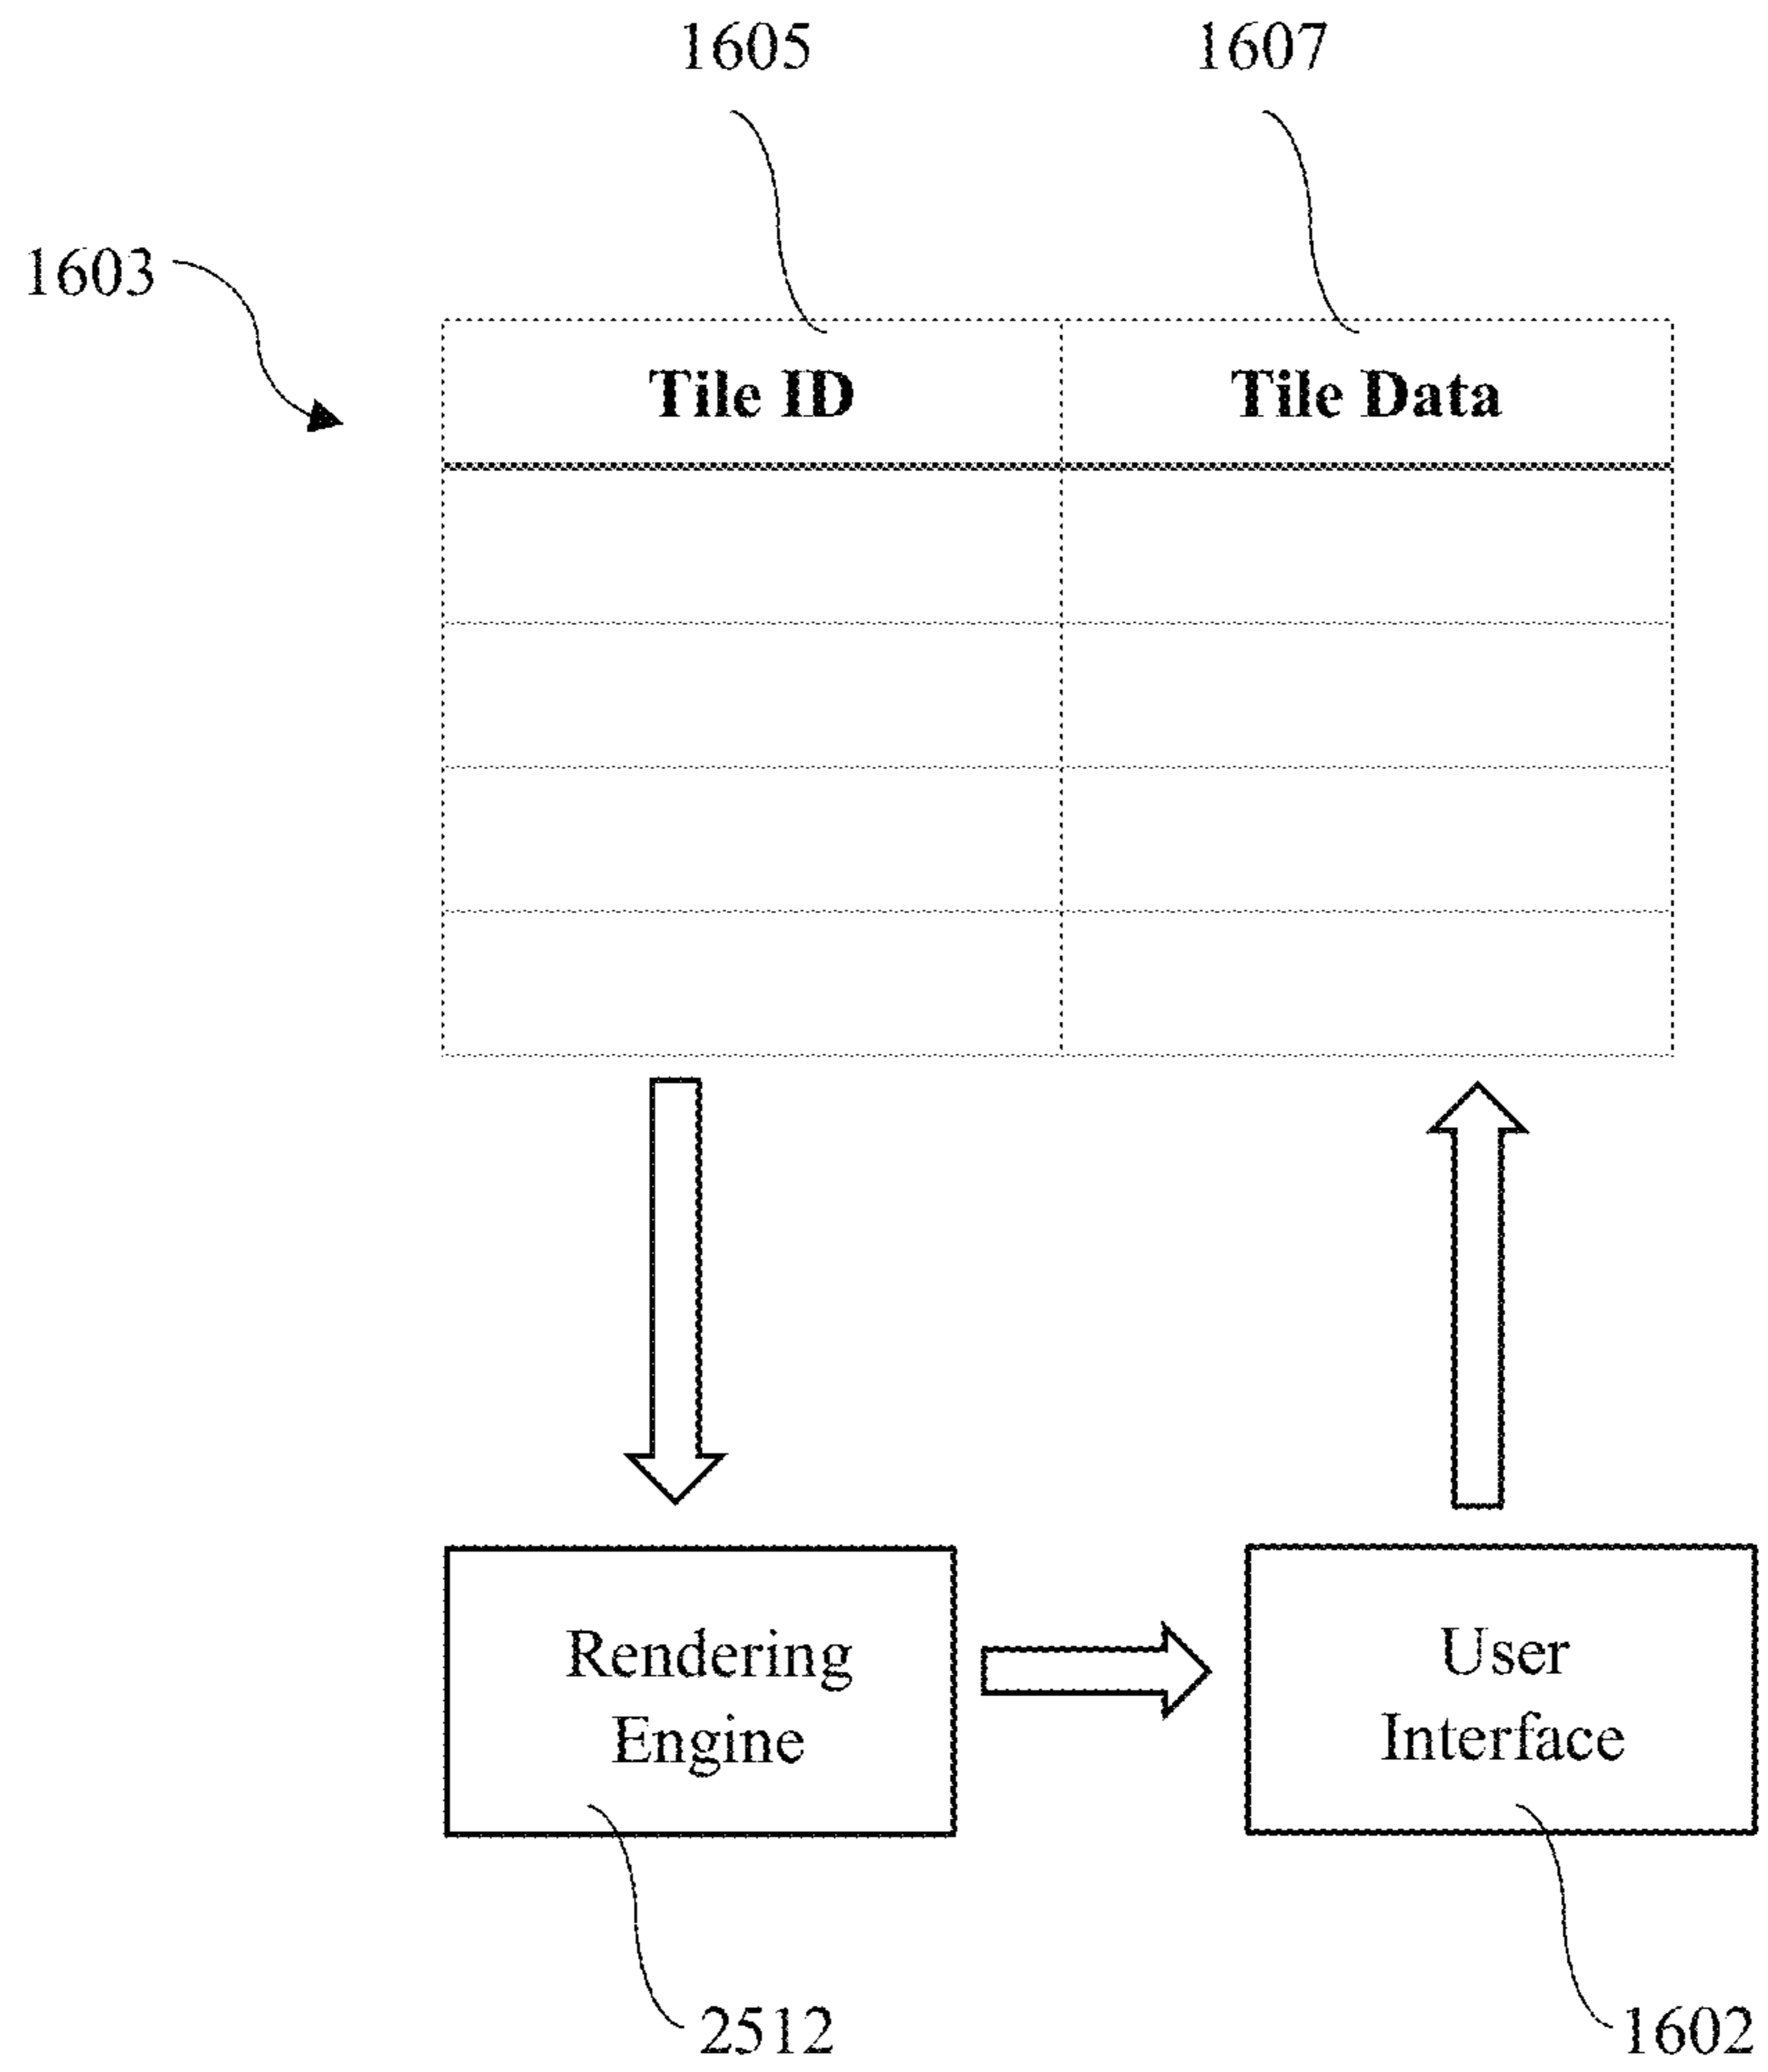 1605
1607
1603
Tile ID
Tile Data
Rendering
Engine
User
Interface
2512
1602